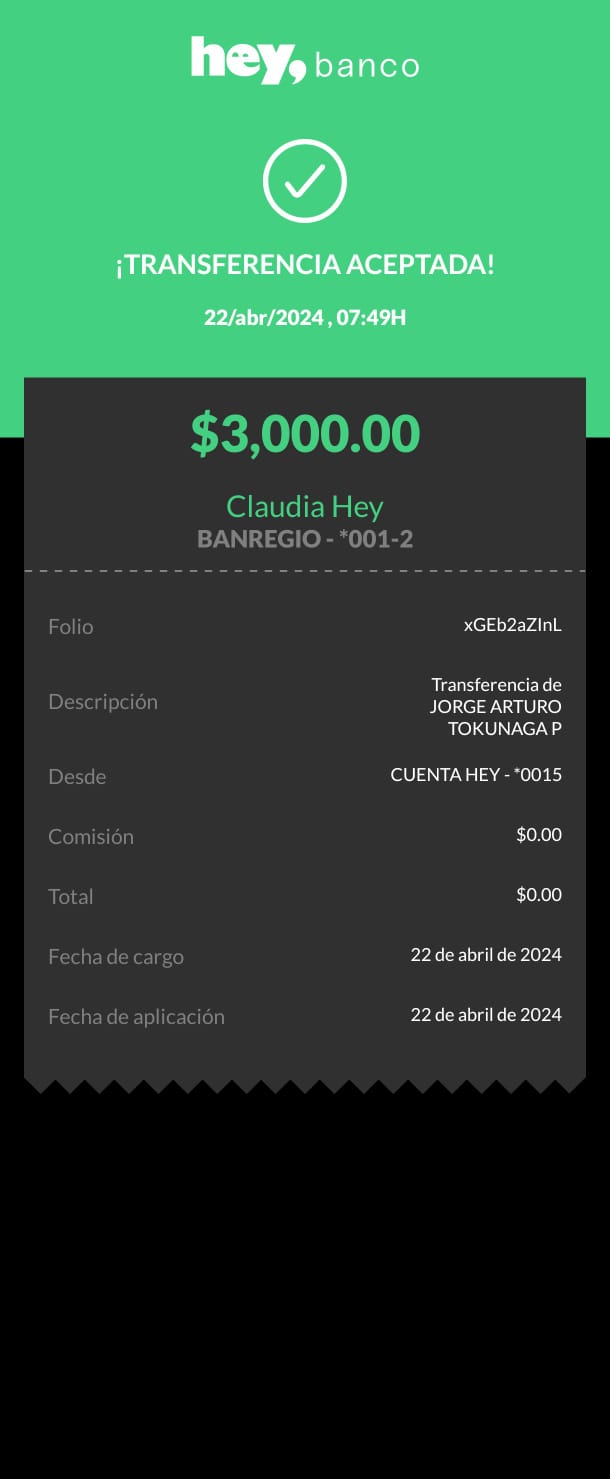 hey, banco
¡TRANSFERENCIA ACEPTADA!
22/abr/2024 , 07:49H
$3,000.00
Claudia Hey
BANREGIO - *001-2
Folio xGEb2aZInL
Descripción Transferencia de
JORGE ARTURO
TOKUNAGA P
Desde CUENTA HEY - *0015
Comisión $0.00
Total $0.00
Fecha de cargo 22 de abril de 2024
Fecha de aplicación 22 de abril de 2024